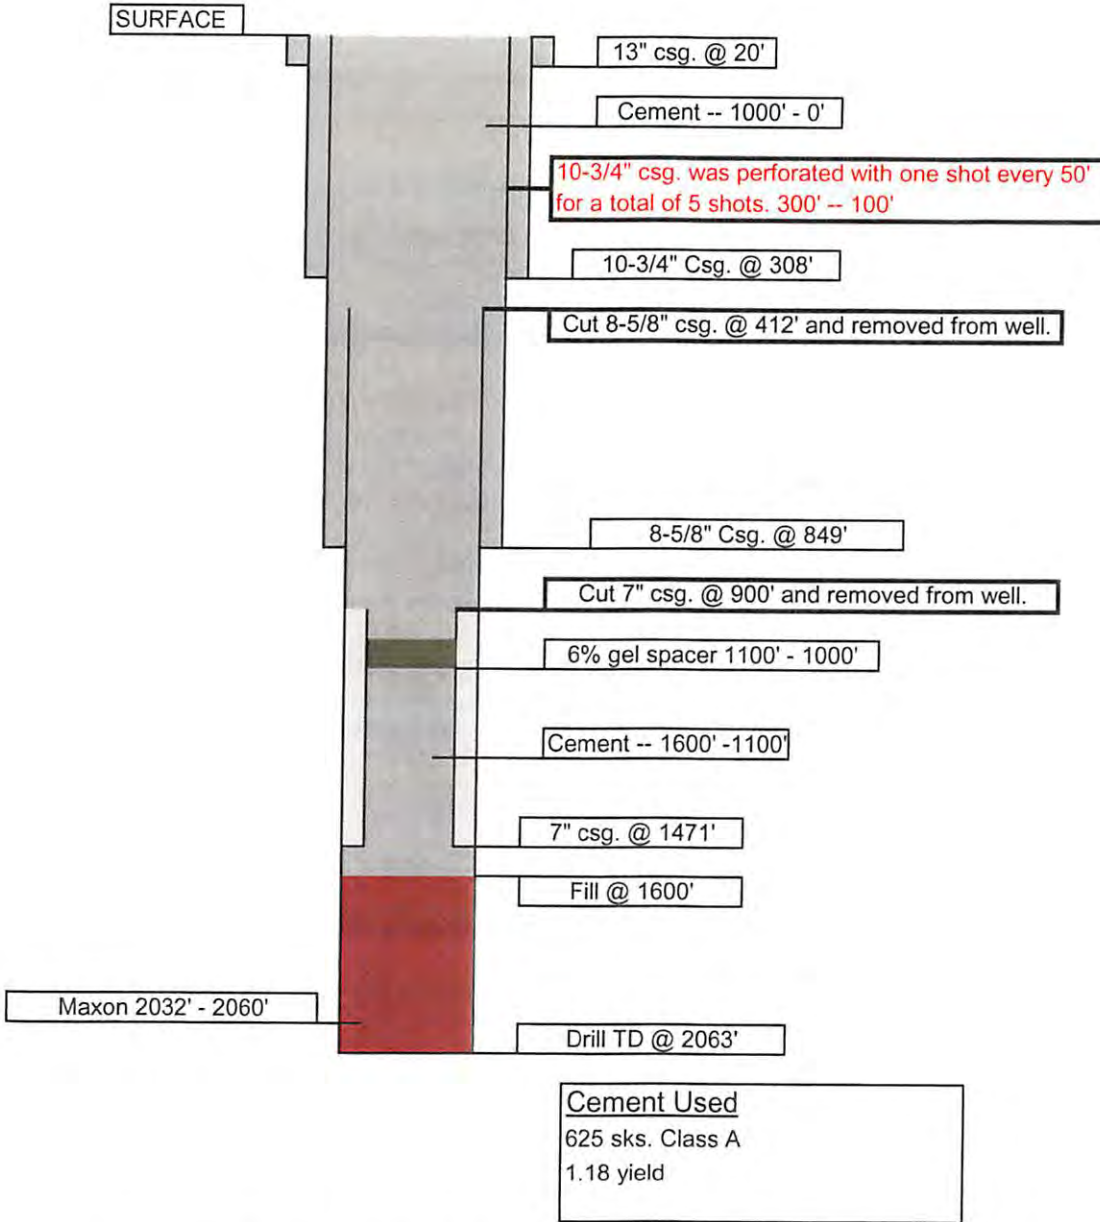 SURFACE
13" csg. @ 20'
Cement -- 1000' - 0'
10-3/4" csg. was perforated with one shot every 50'
for a total of 5 shots. 300' -- 100'
10-3/4" Csg. @ 308'
Cut 8-5/8" csg. @ 412' and removed from well.
8-5/8" Csg. @ 849'
Cut 7" csg. @ 900' and removed from well.
6% gel spacer 1100' - 1000'
Cement -- 1600' -1100'
7" csg. @ 1471'
Fill @ 1600'
Maxon 2032' - 2060'
Drill TD @ 2063'
Cement Used
625 sks. Class A
1.18 yield